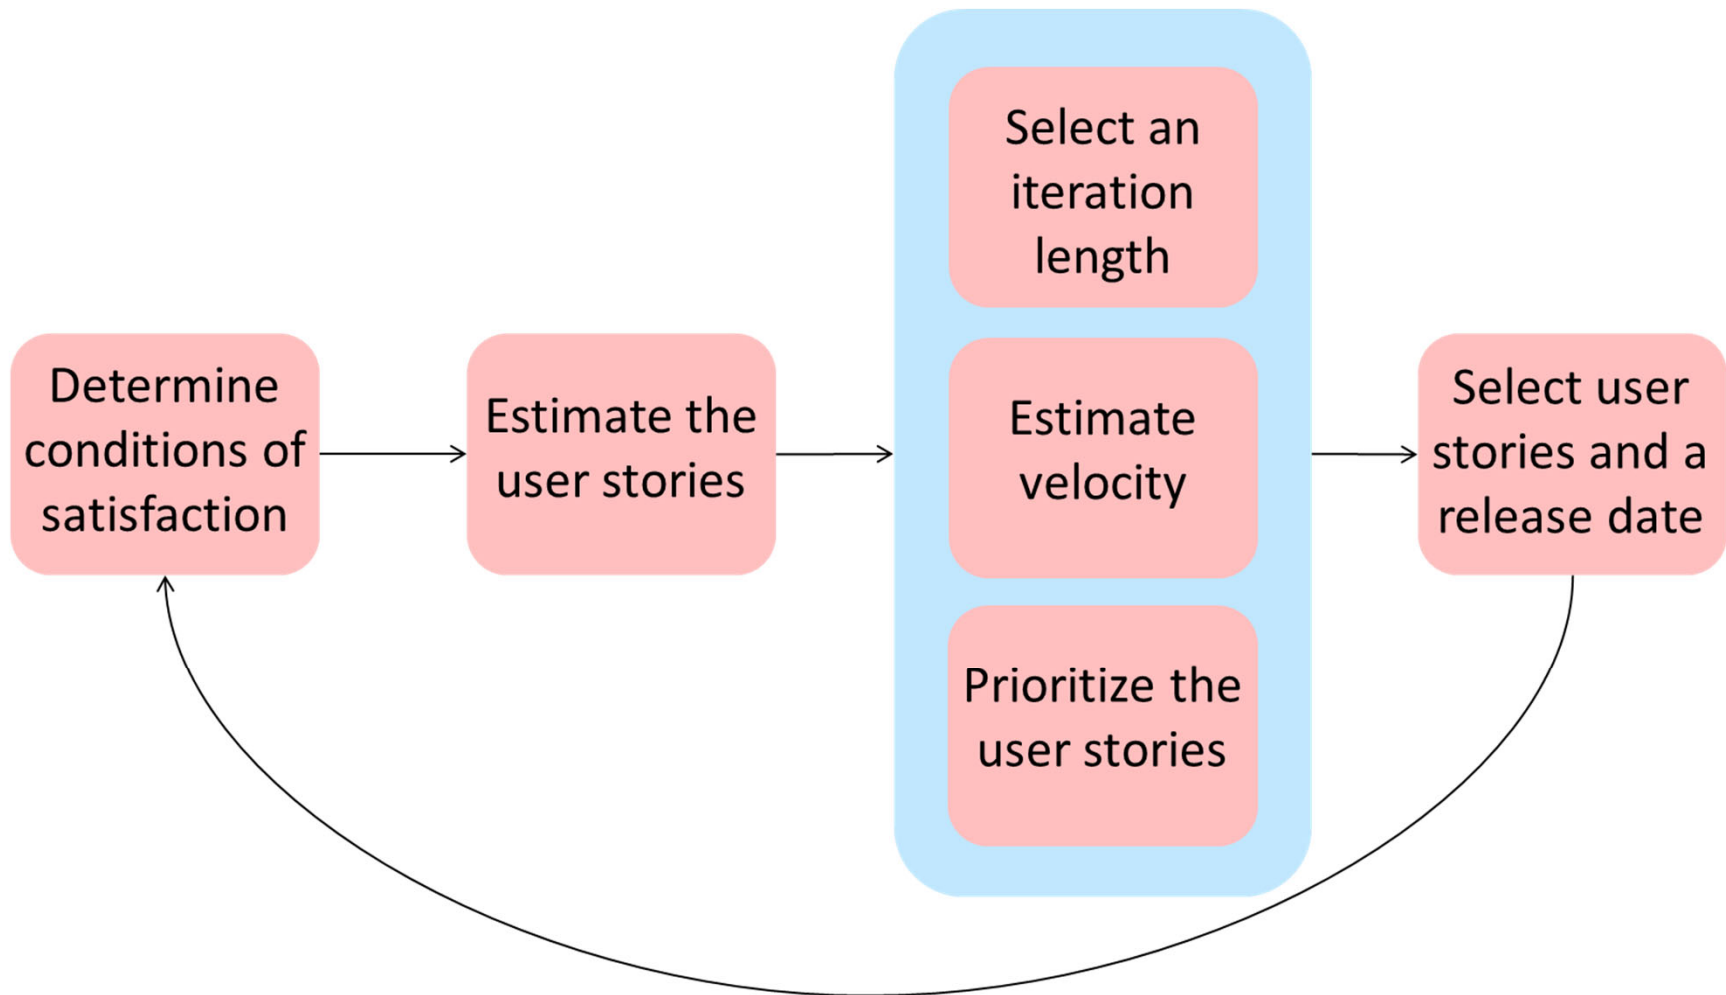 Determine
conditions of
satisfaction
Estimate the
user stories
Select an
iteration
length
Estimate
velocity
Prioritize the
user stories
Select user
stories and a
release date